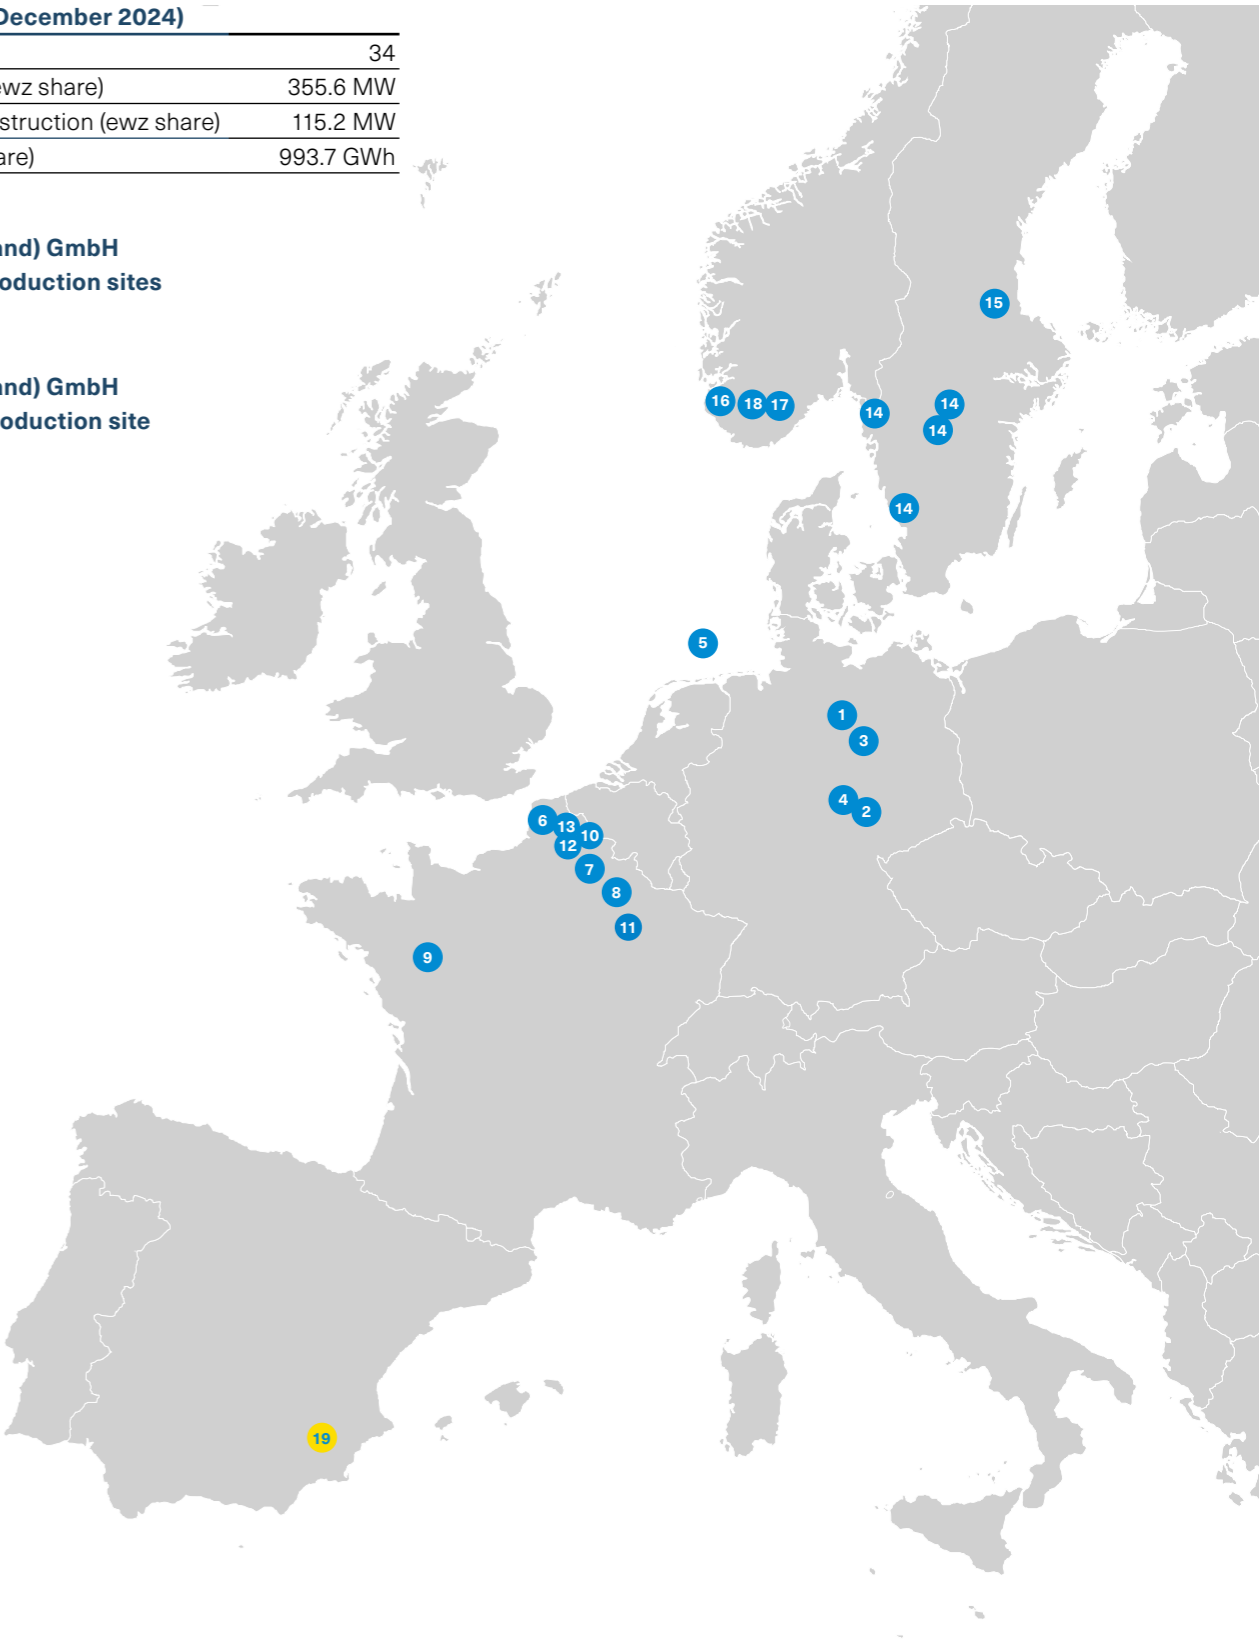 December 2024)
34
ewz share) 355.6 MW
struction (ewz share) 115.2 MW
are) 993.7 GWh
and) GmbH
oduction sites
and) GmbH
oduction site
15
16 18 17
14 14
14
14
5
1
3
4
2
6 13 10
12
7
8
11
9
19